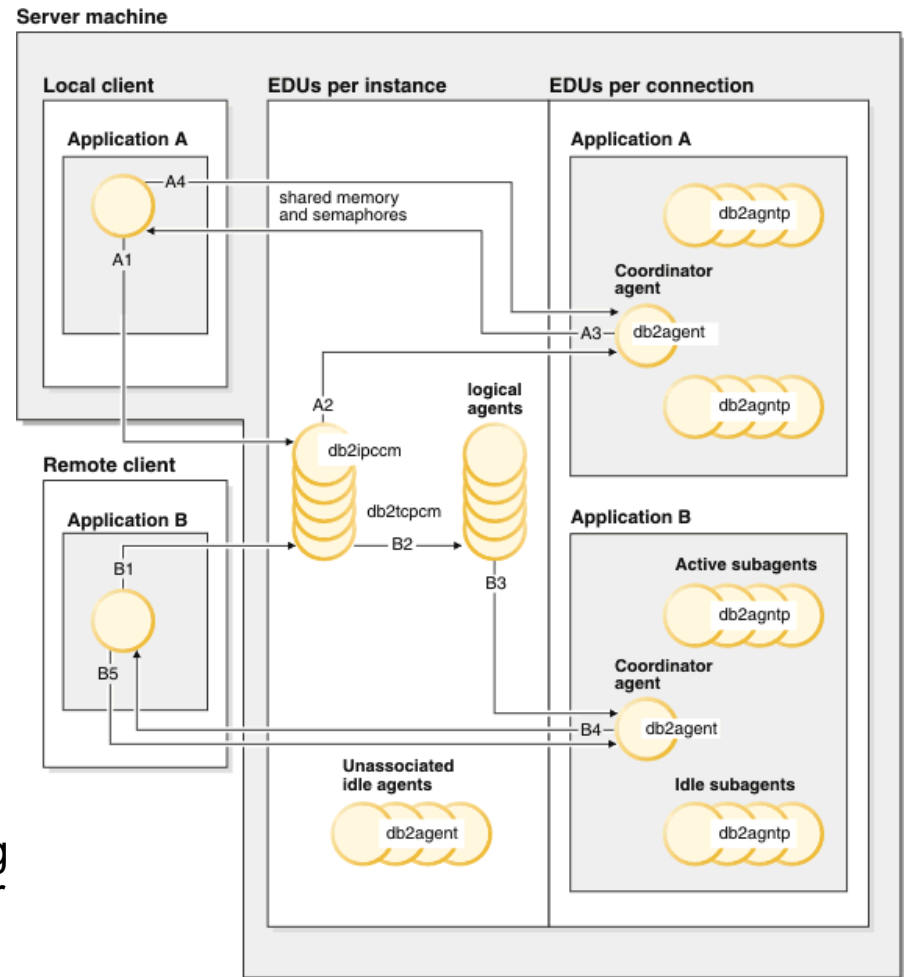 Server machine
Local client
EDUs per instance
EDUs per connection
Application A
A4
A1
shared memory
and semaphores
Application A
db2agntp
Coordinator
agent
A3
db2agent
db2agntp
A2
logical
agents
db2ipccm
db2tcpcm
B2
B3
Remote client
Application B
B1
B5
Application B
Active subagents
db2agntp
Coordinator
agent
B4
db2agent
Idle subagents
db2agntp
Unassociated
idle agents
db2agent